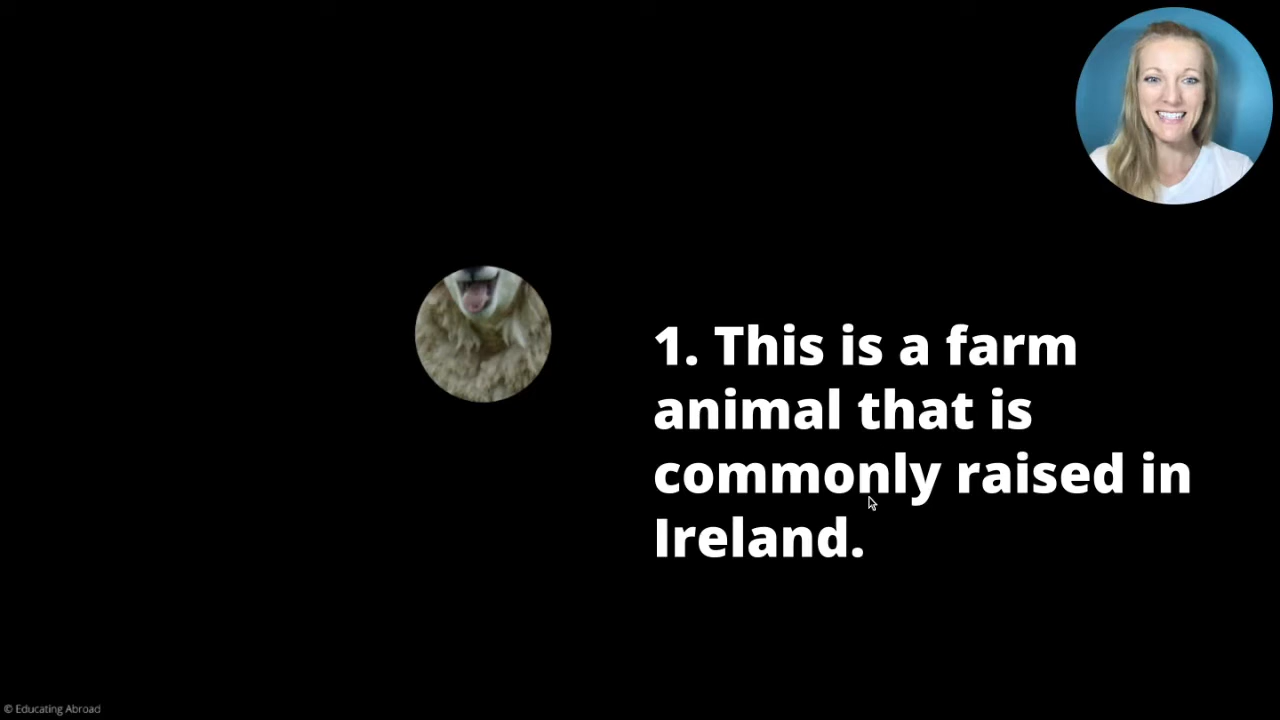 1. This is a farm
animal that is
commonly raised in
Ireland.
© Educating Abroad